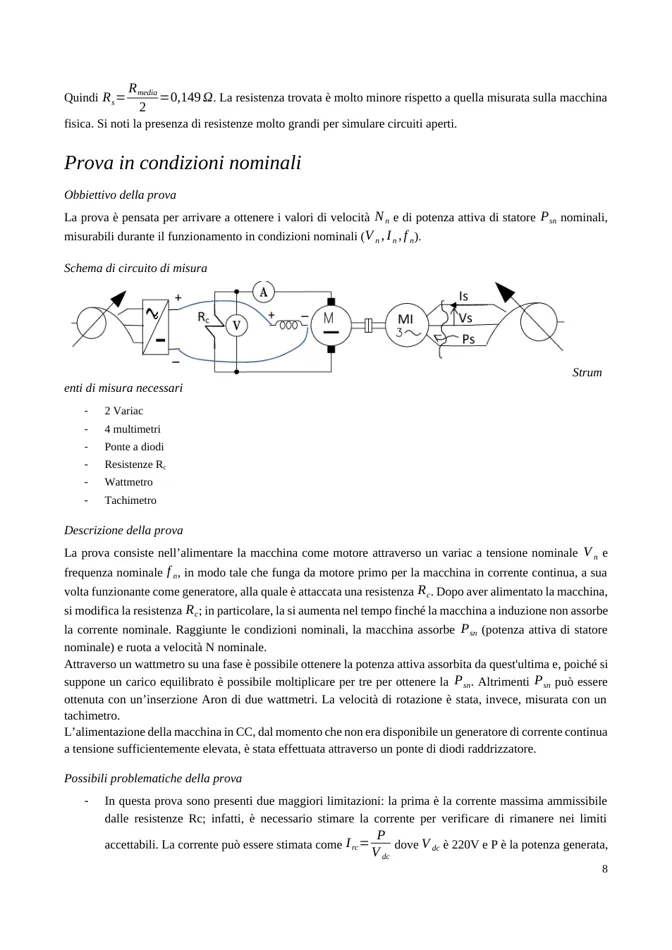 Quindi R_s = R_media / 2 = 0,149 Ω. La resistenza trovata è molto minore rispetto a quella misurata sulla macchina
fisica. Si noti la presenza di resistenze molto grandi per simulare circuiti aperti.
Prova in condizioni nominali
Obbiettivo della prova
La prova è pensata per arrivare a ottenere i valori di velocità N_n e di potenza attiva di statore P_sn nominali,
misurabili durante il funzionamento in condizioni nominali (V_n, I_n, f_n).
Schema di circuito di misura
A
+
Rc
V
+
−
M
MI
3~
Is
Vs
Ps
−
Strum
enti di misura necessari
- 2 Variac
- 4 multimetri
- Ponte a diodi
- Resistenze Rc
- Wattmetro
- Tachimetro
Descrizione della prova
La prova consiste nell’alimentare la macchina come motore attraverso un variac a tensione nominale V_n e
frequenza nominale f_n, in modo tale che funga da motore primo per la macchina in corrente continua, a sua
volta funzionante come generatore, alla quale è attaccata una resistenza R_c. Dopo aver alimentato la macchina,
si modifica la resistenza R_c; in particolare, la si aumenta nel tempo finché la macchina a induzione non assorbe
la corrente nominale. Raggiunte le condizioni nominali, la macchina assorbe P_sn (potenza attiva di statore
nominale) e ruota a velocità N nominale.
Attraverso un wattmetro su una fase è possibile ottenere la potenza attiva assorbita da quest'ultima e, poiché si
suppone un carico equilibrato è possibile moltiplicare per tre per ottenere la P_sn. Altrimenti P_sn può essere
ottenuta con un’inserzione Aron di due wattmetri. La velocità di rotazione è stata, invece, misurata con un
tachimetro.
L’alimentazione della macchina in CC, dal momento che non era disponibile un generatore di corrente continua
a tensione sufficientemente elevata, è stata effettuata attraverso un ponte di diodi raddrizzatore.
Possibili problematiche della prova
- In questa prova sono presenti due maggiori limitazioni: la prima è la corrente massima ammissibile
dalle resistenze Rc; infatti, è necessario stimare la corrente per verificare di rimanere nei limiti
accettabili. La corrente può essere stimata come I_rc = P / V_dc dove V_dc è 220V e P è la potenza generata,
8